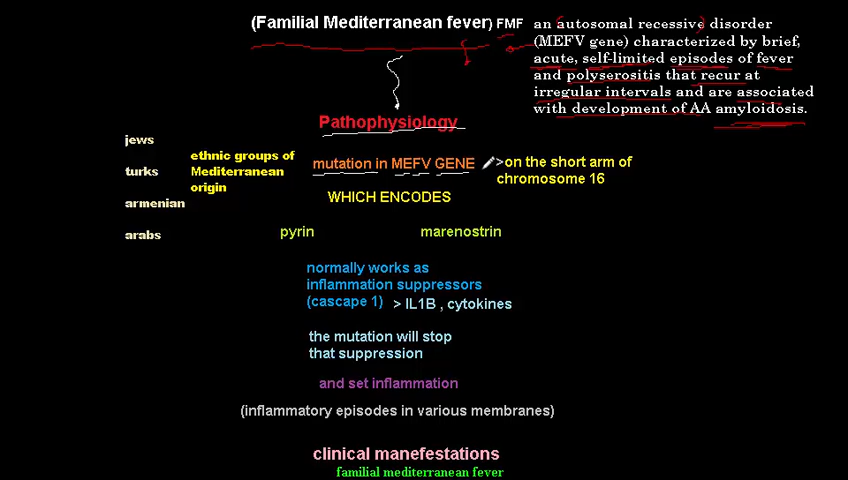 (Familial Mediterranean fever) FMF
an autosomal recessive disorder
(MEFV gene) characterized by brief,
acute, self-limited episodes of fever
and polyserositis that recur at
irregular intervals and are associated
with development of AA amyloidosis.
Pathophysiology
jews
turks
armenian
arabs
ethnic groups of
Mediterranean
origin
mutation in MEFV GENE
>on the short arm of
chromosome 16
WHICH ENCODES
pyrin
marenostrin
normally works as
inflammation suppressors
(cascape 1) > IL1B , cytokines
the mutation will stop
that suppression
and set inflammation
(inflammatory episodes in various membranes)
clinical manefestations
familial mediterranean fever